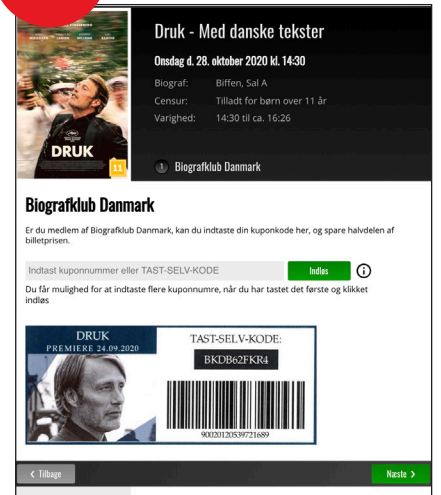 Druk - Med danske tekster
Onsdag d. 28. oktober 2020 kl. 14:30
Biograf: Biffen, Sal A
Censur: Tilladt for børn over 11 år
Varighed: 14:30 til ca. 16:26
DRUK
11
1 Biografklub Danmark
Biografklub Danmark
Er du medlem af Biografklub Danmark, kan du indtaste din kuponkode her, og spare halvdelen af
billetprisen.
Indtast kuponnummer eller TAST-SELV-KODE
Indløs
Du får mulighed for at indtaste flere kuponnumre, når du har tastet det første og klikket
indløs
DRUK
PREMIERE 24.09.2020
TAST-SELV-KODE:
BKDB62FKR4
90020120539721689
Tilbage
Næste